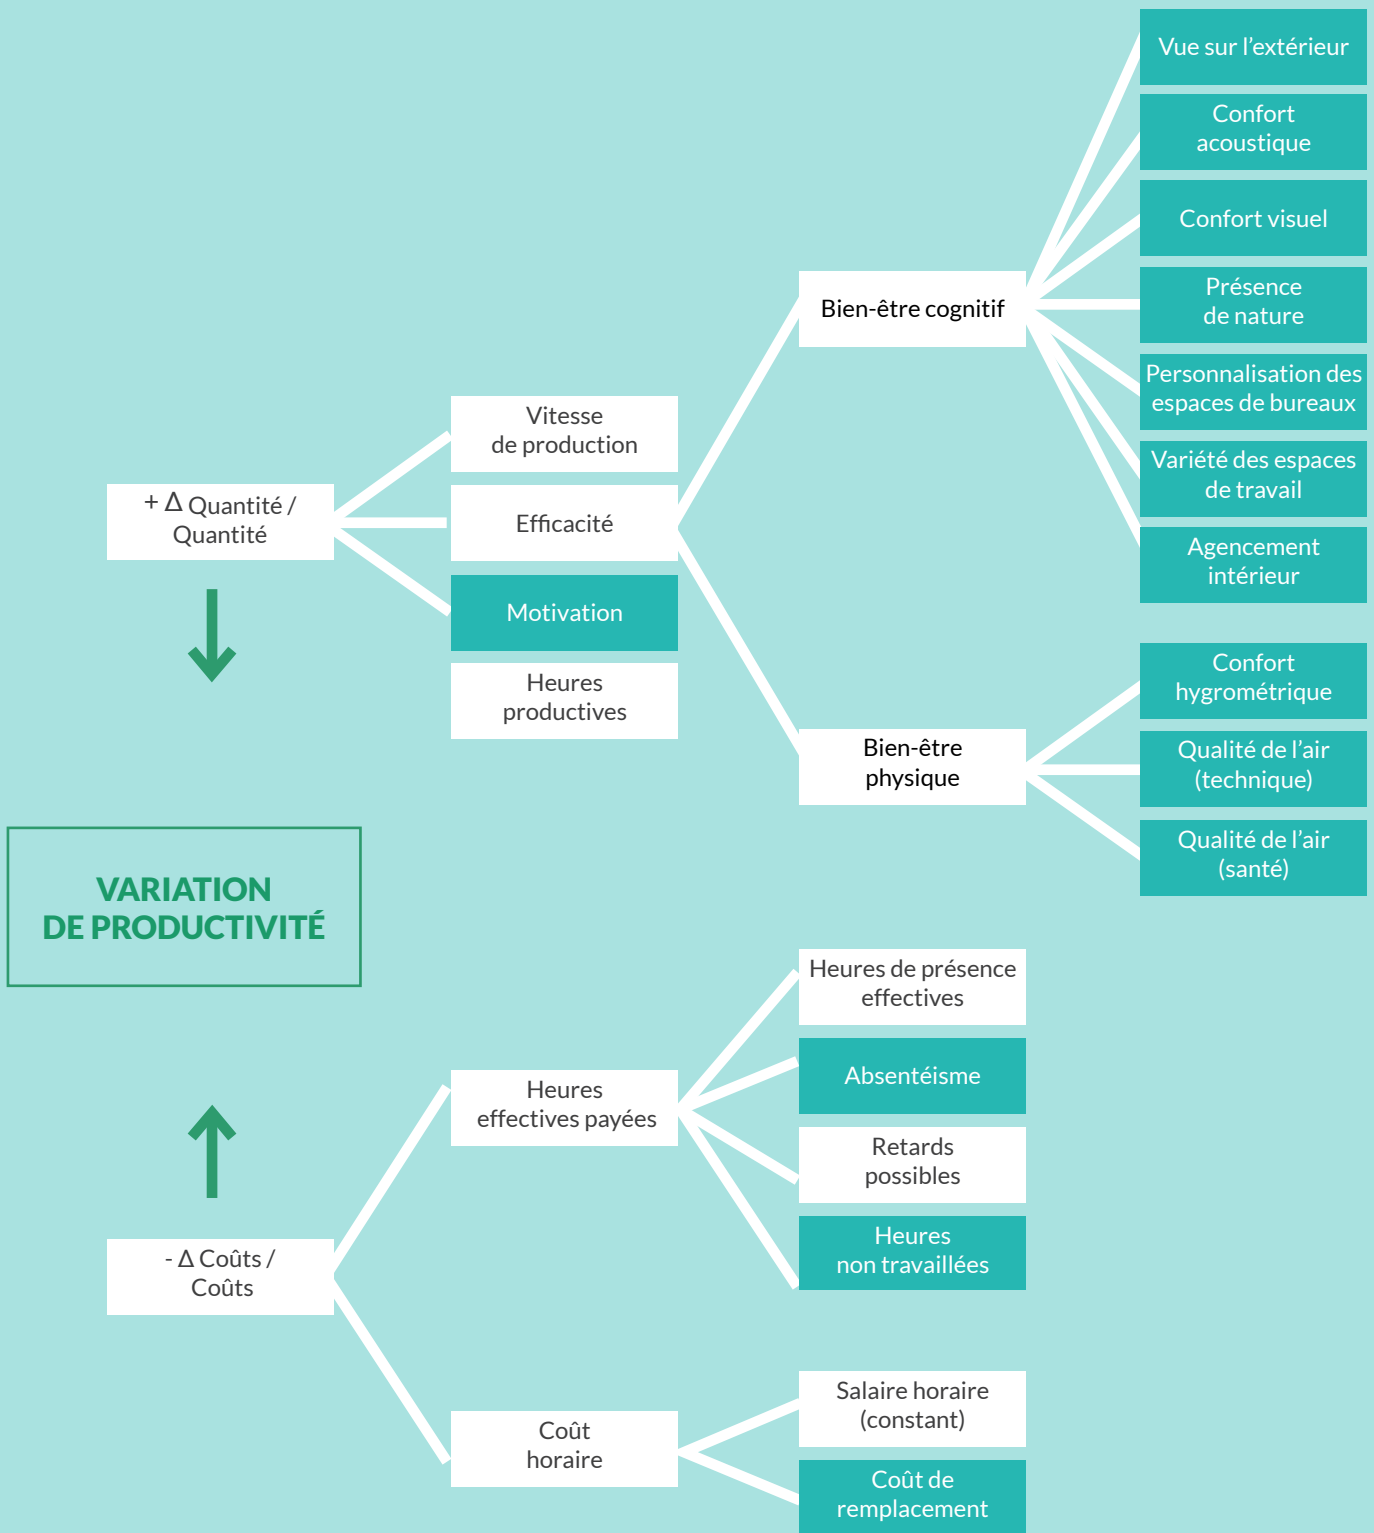 Vue sur l’extérieur
Confort
acoustique
Confort visuel
Présence
de nature
Personnalisation des
espaces de bureaux
Variété des espaces
de travail
Agencement
intérieur
Bien-être cognitif
Vitesse
de production
Efficacité
Motivation
Heures
productives
+ Δ Quantité /
Quantité
Confort
hygrométrique
Qualité de l’air
(technique)
Qualité de l’air
(santé)
Bien-être
physique
VARIATION
DE PRODUCTIVITÉ
Heures de présence
effectives
Absentéisme
Retards
possibles
Heures
non travaillées
Heures
effectives payées
- Δ Coûts /
Coûts
Coût
horaire
Salaire horaire
(constant)
Coût de
remplacement